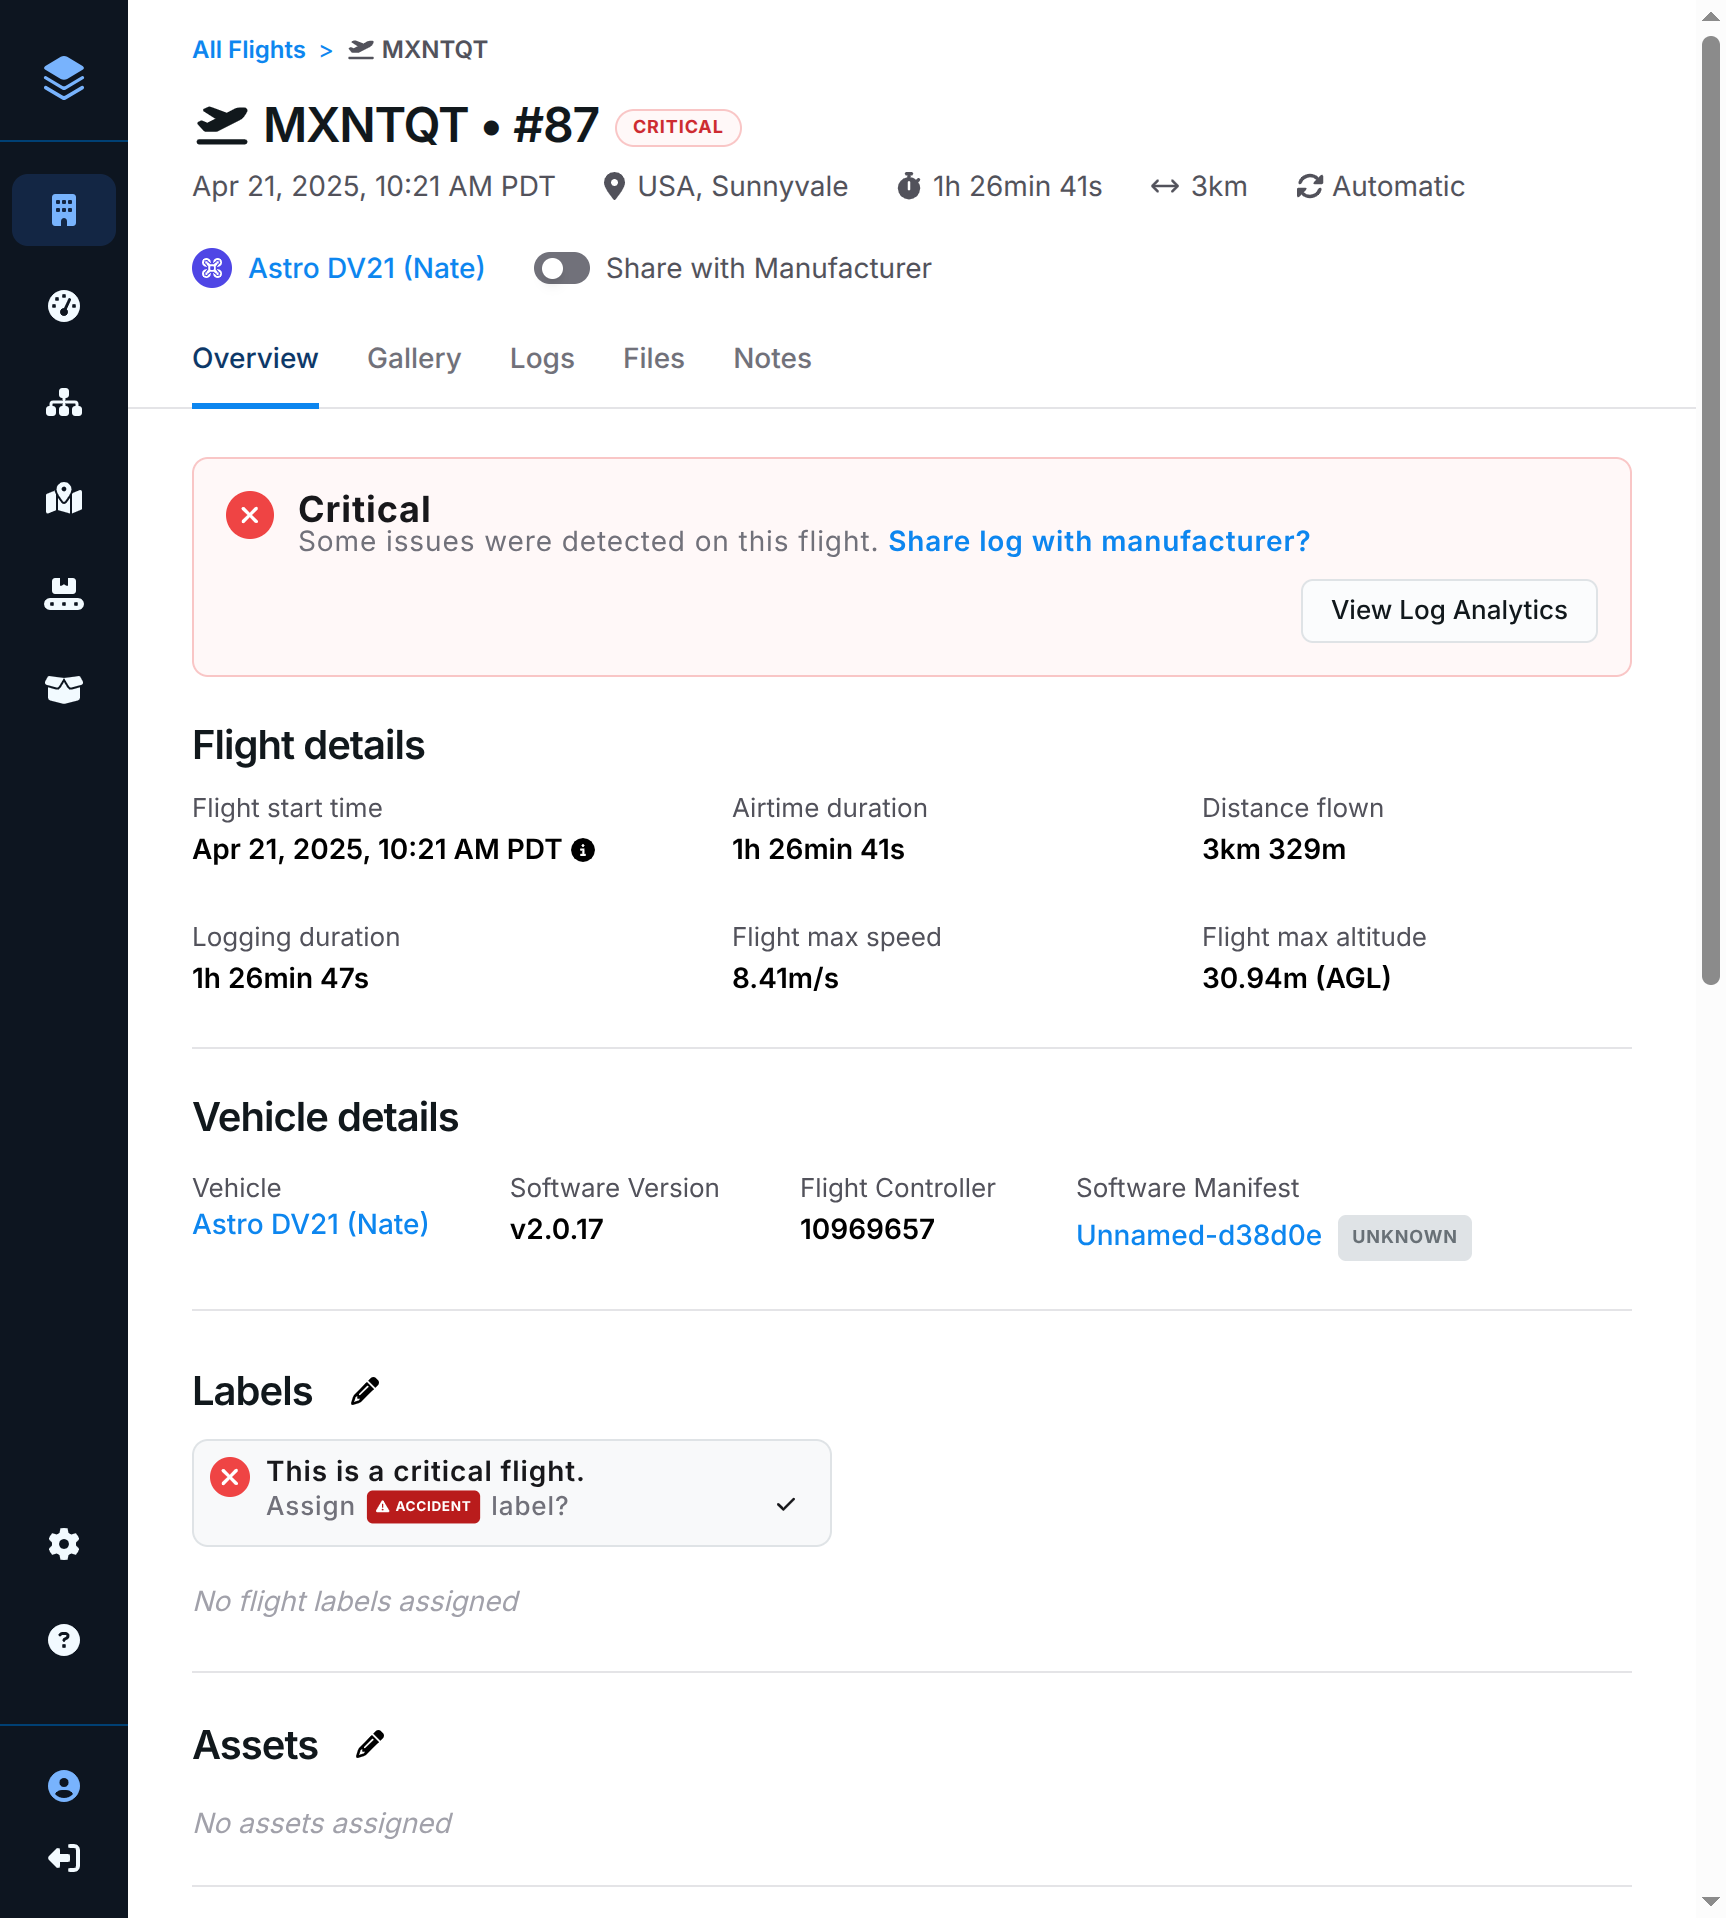 All Flights > MXNTQT
MXNTQT • #87 CRITICAL
Apr 21, 2025, 10:21 AM PDT USA, Sunnyvale 1h 26min 41s 3km Automatic
Astro DV21 (Nate) Share with Manufacturer
Overview Gallery Logs Files Notes
Critical
Some issues were detected on this flight. Share log with manufacturer?
View Log Analytics
Flight details
Flight start time Airtime duration Distance flown
Apr 21, 2025, 10:21 AM PDT 1h 26min 41s 3km 329m
Logging duration Flight max speed Flight max altitude
1h 26min 47s 8.41m/s 30.94m (AGL)
Vehicle details
Vehicle Software Version Flight Controller Software Manifest
Astro DV21 (Nate) v2.0.17 10969657 Unnamed-d38d0e UNKNOWN
Labels
This is a critical flight.
Assign ACCIDENT label?
No flight labels assigned
Assets
No assets assigned